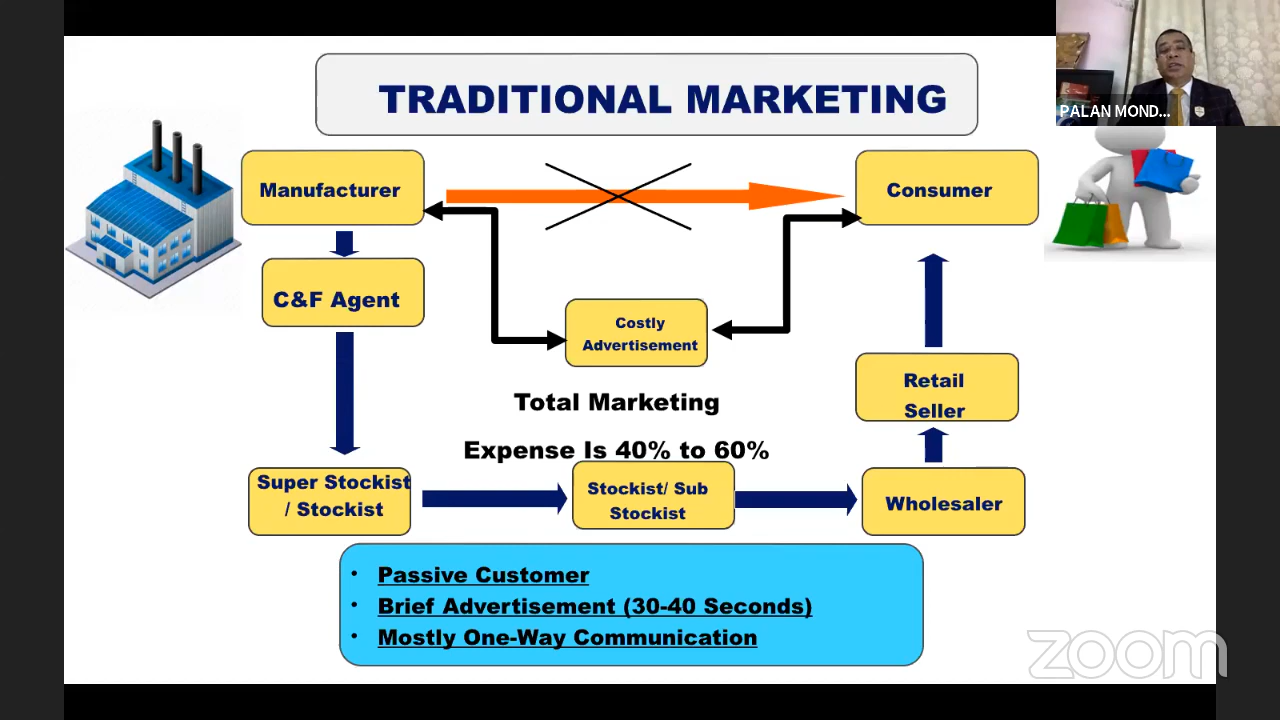 TRADITIONAL MARKETING
PALAN MOND...
Manufacturer
Consumer
C&F Agent
Costly
Advertisement
Total Marketing
Expense Is 40% to 60%
Retail
Seller
Super Stockist
/ Stockist
Stockist/ Sub
Stockist
Wholesaler
• Passive Customer
• Brief Advertisement (30-40 Seconds)
• Mostly One-Way Communication
zoom